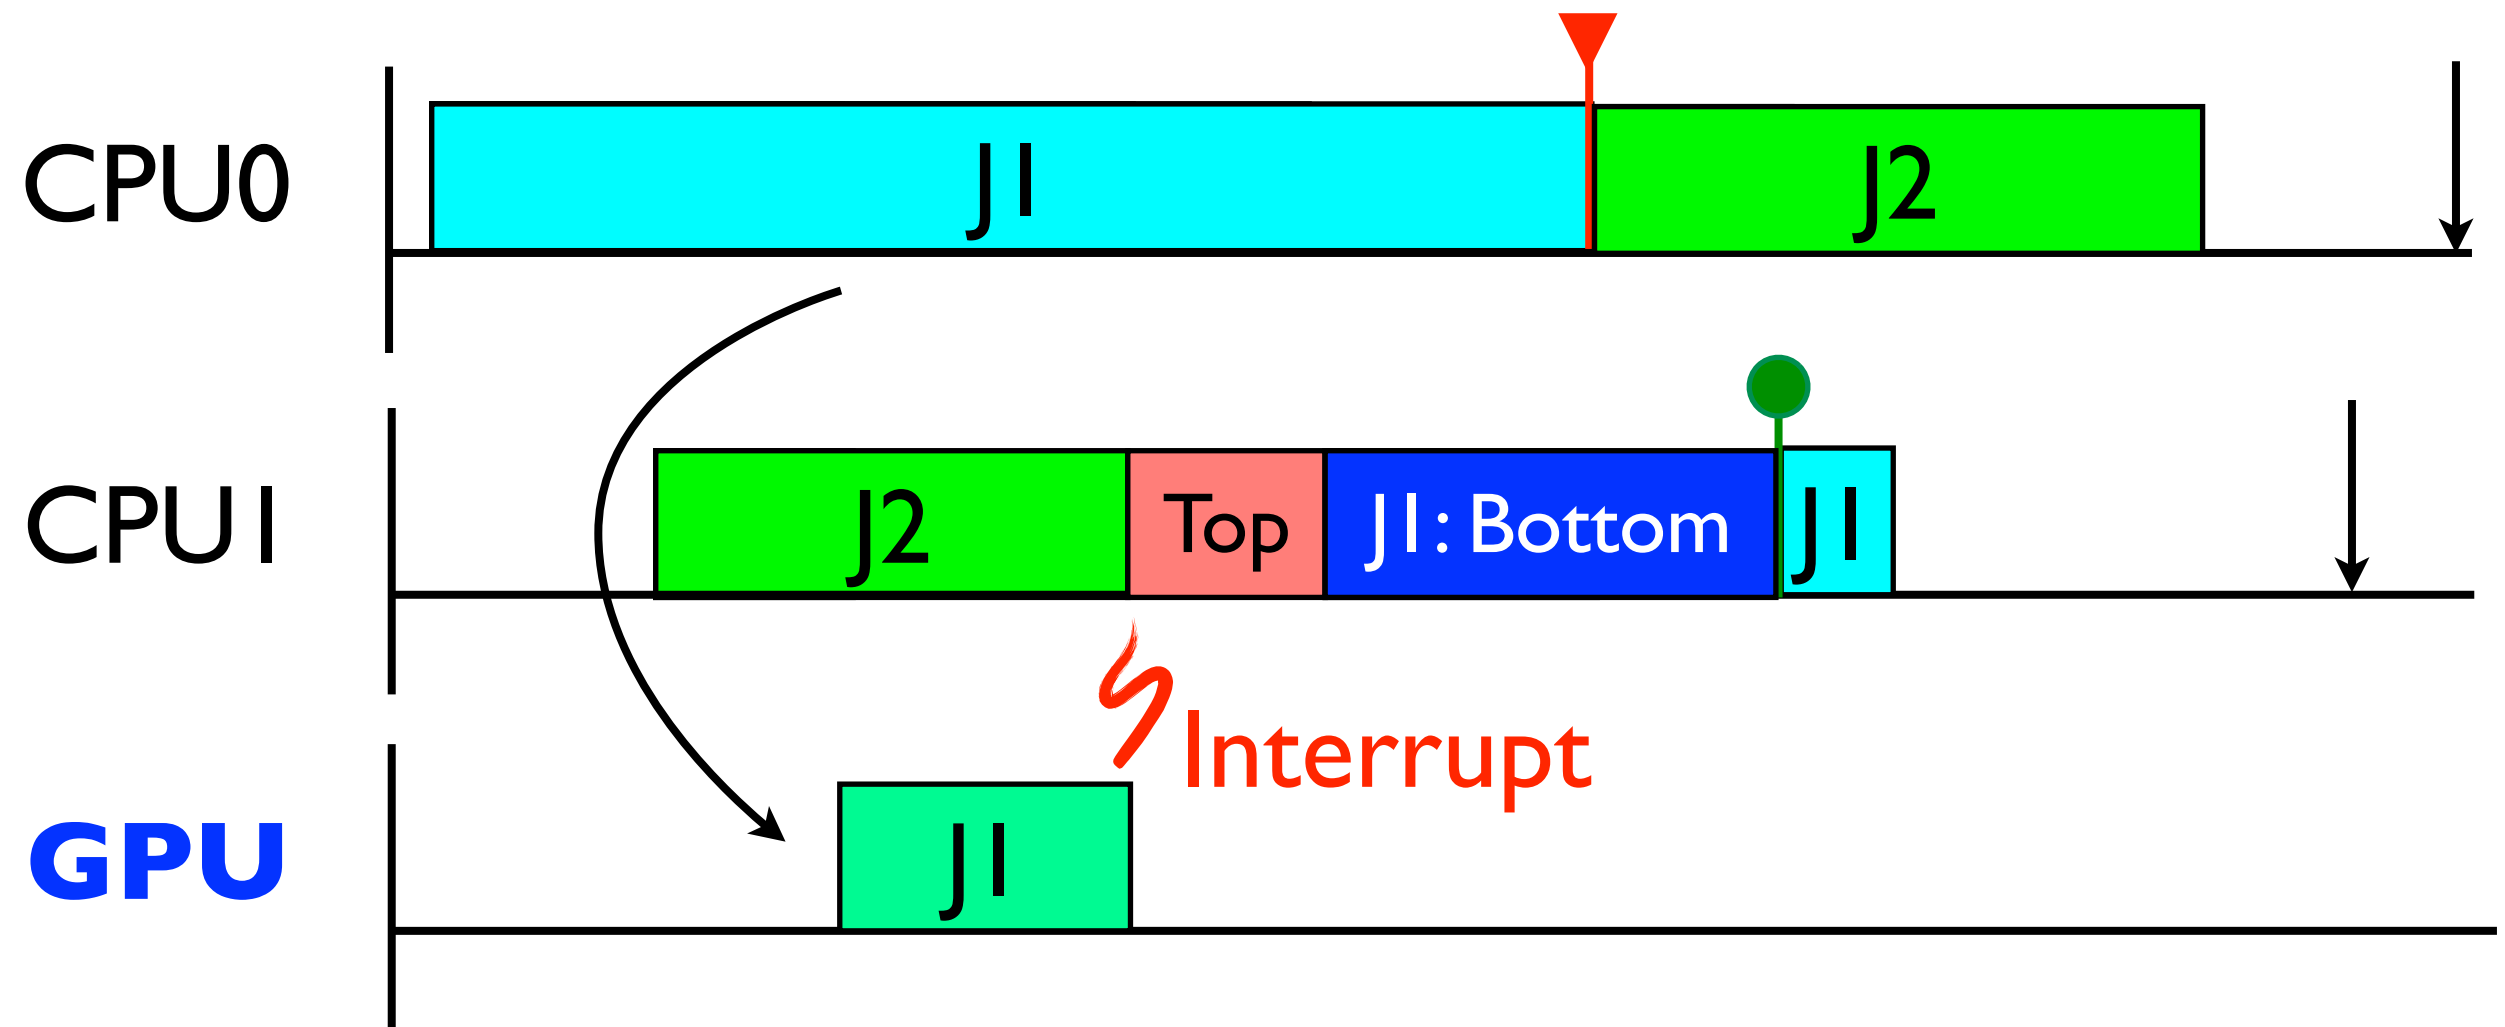 CPU0
J1
J2
CPU1
J2
Top
J1: Bottom
J1
Interrupt
GPU
J1